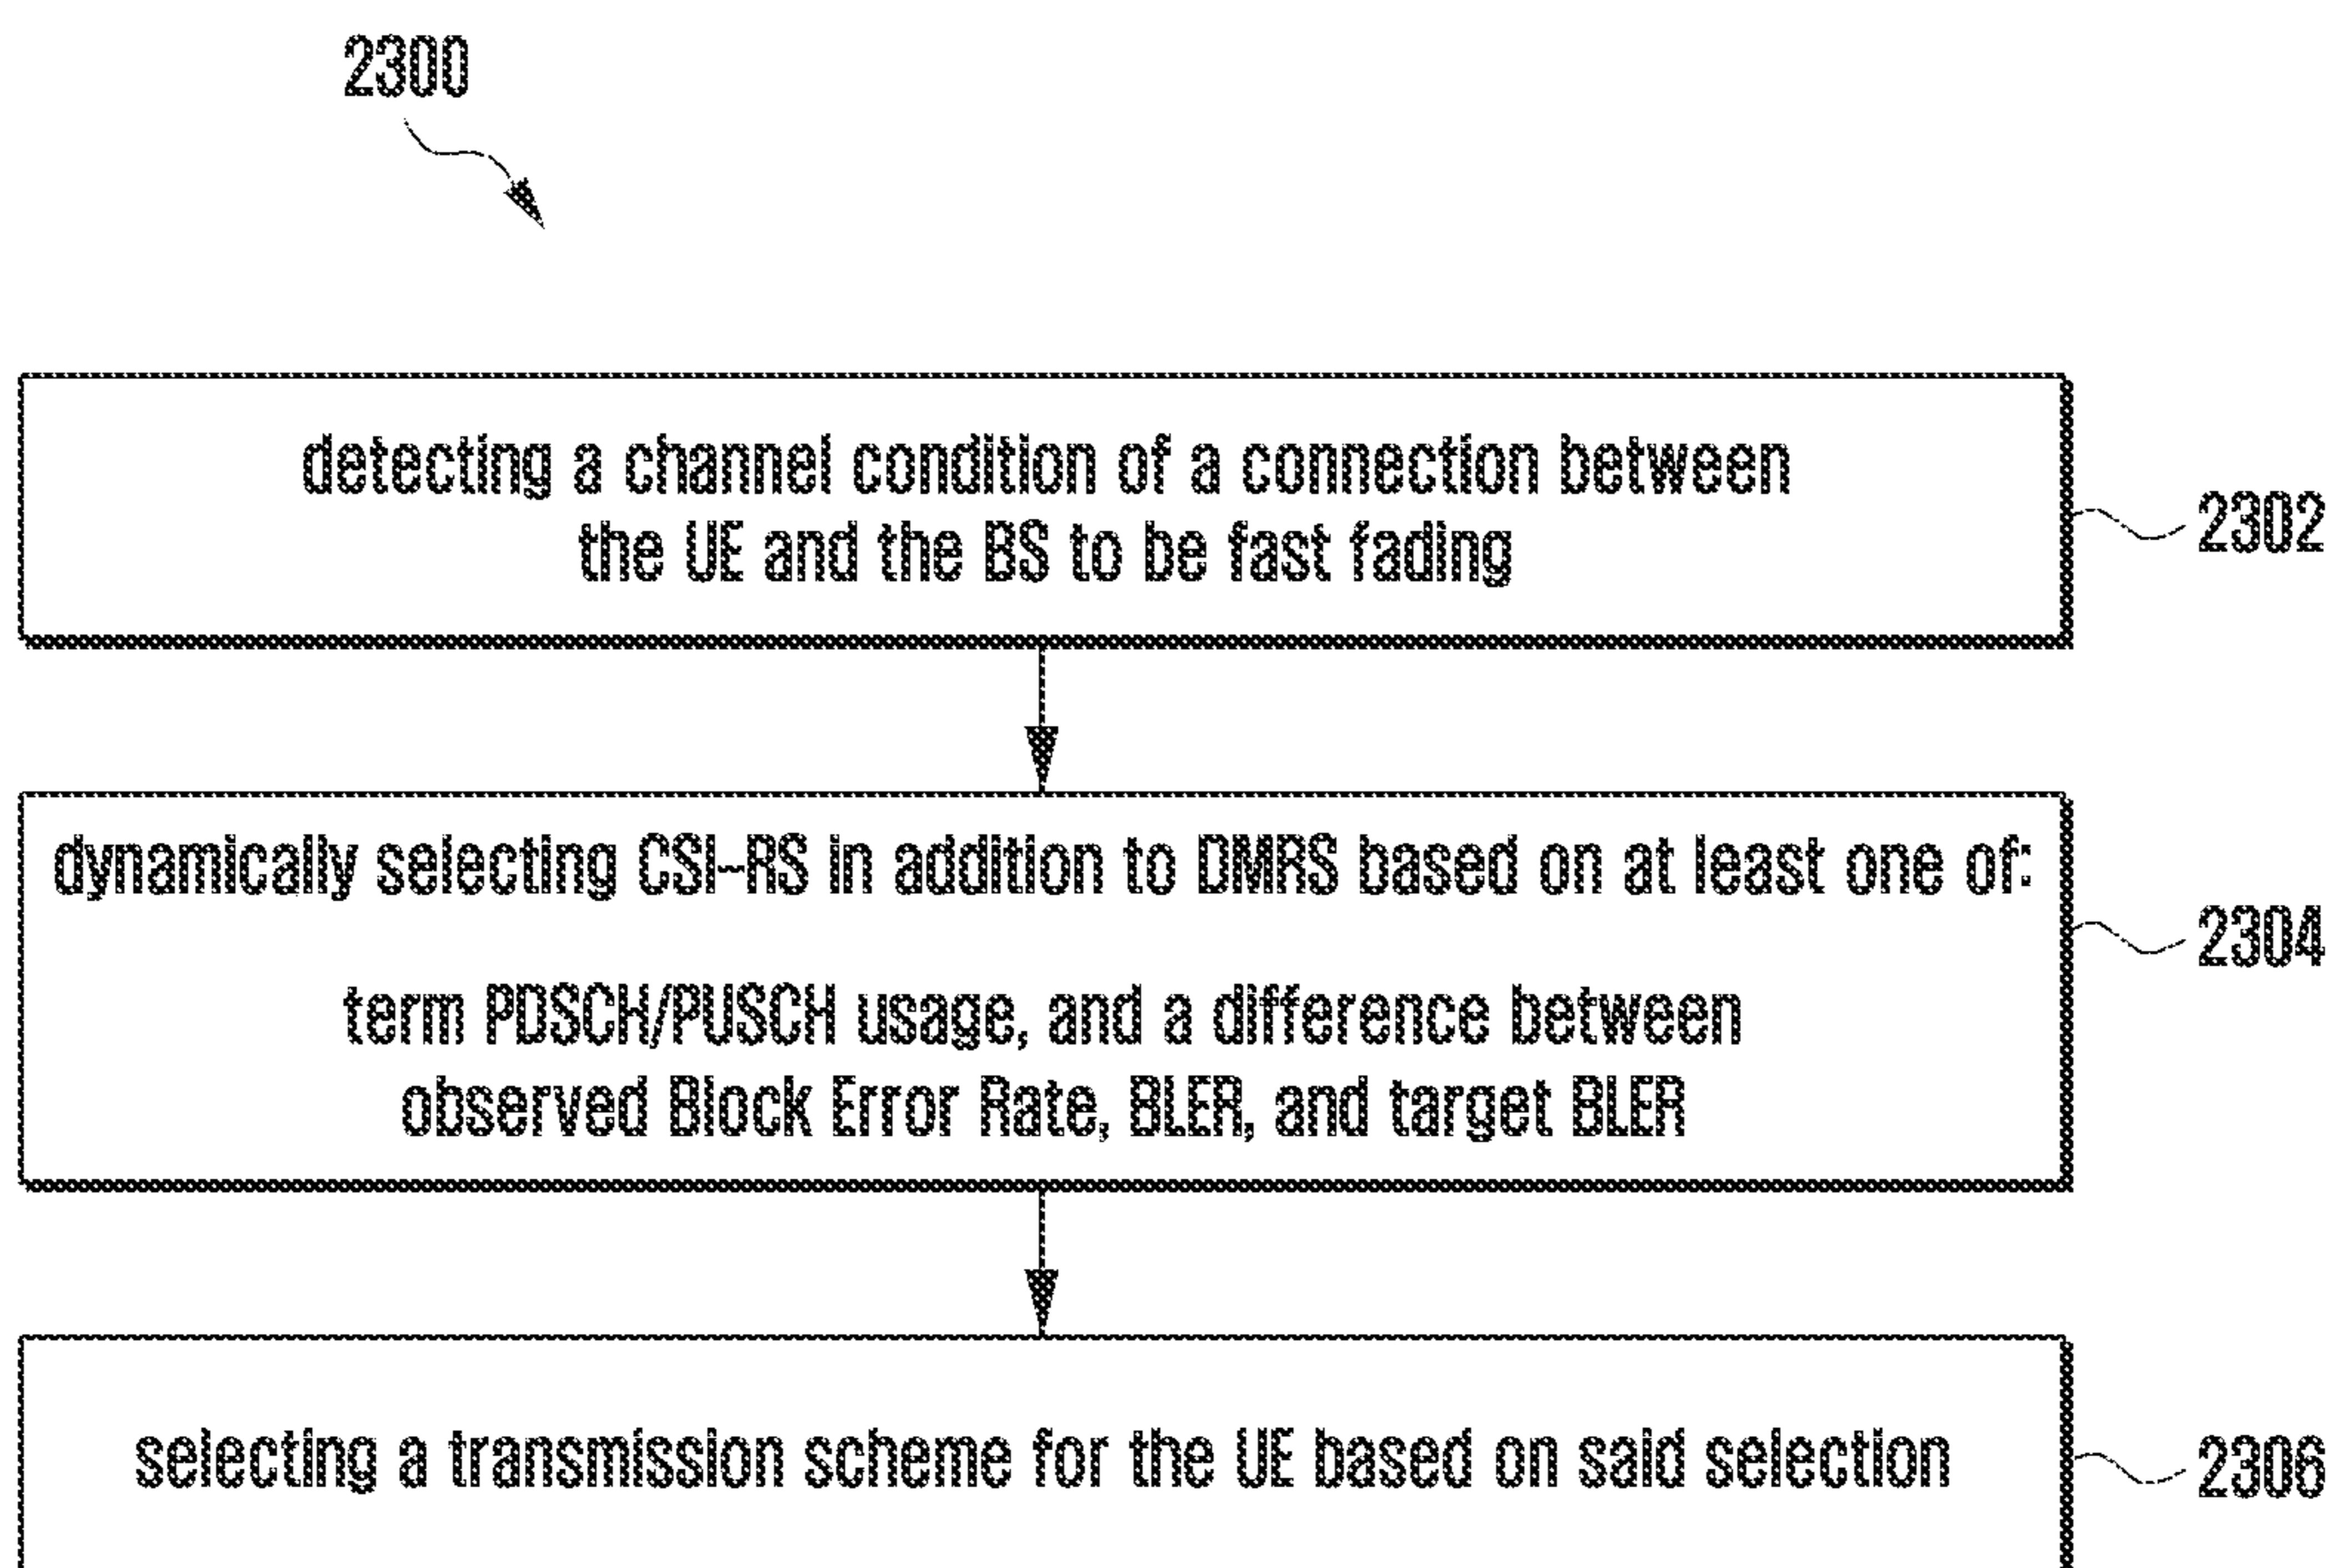 2300
detecting a channel condition of a connection between
the UE and the BS to be fast fading
2302
dynamically selecting CSI-RS in addition to DMRS based on at least one of:
term PDSCH/PUSCH usage, and a difference between
observed Block Error Rate, BLER, and target BLER
2304
selecting a transmission scheme for the UE based on said selection
2306